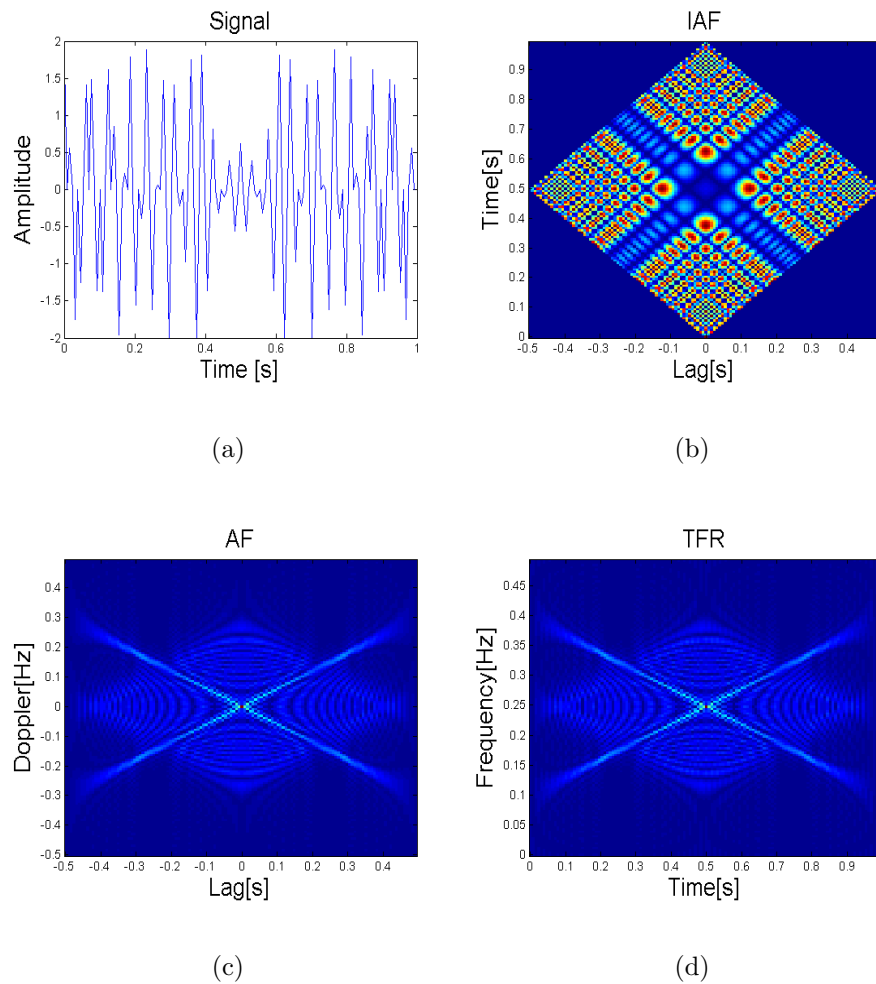 Signal
2
1.5
1
0.5
0
-0.5
-1
-1.5
-2
Amplitude
0 0.2 0.4 0.6 0.8 1
Time [s]
(a)
IAF
0.9
0.8
0.7
0.6
0.5
0.4
0.3
0.2
0.1
0
Time[s]
-0.5 -0.4 -0.3 -0.2 -0.1 0 0.1 0.2 0.3 0.4
Lag[s]
(b)
AF
0.4
0.3
0.2
0.1
0
-0.1
-0.2
-0.3
-0.4
-0.5
Doppler[Hz]
-0.5 -0.4 -0.3 -0.2 -0.1 0 0.1 0.2 0.3 0.4
Lag[s]
(c)
TFR
0.45
0.4
0.35
0.3
0.25
0.2
0.15
0.1
0.05
0
Frequency[Hz]
0 0.1 0.2 0.3 0.4 0.5 0.6 0.7 0.8 0.9
Time[s]
(d)